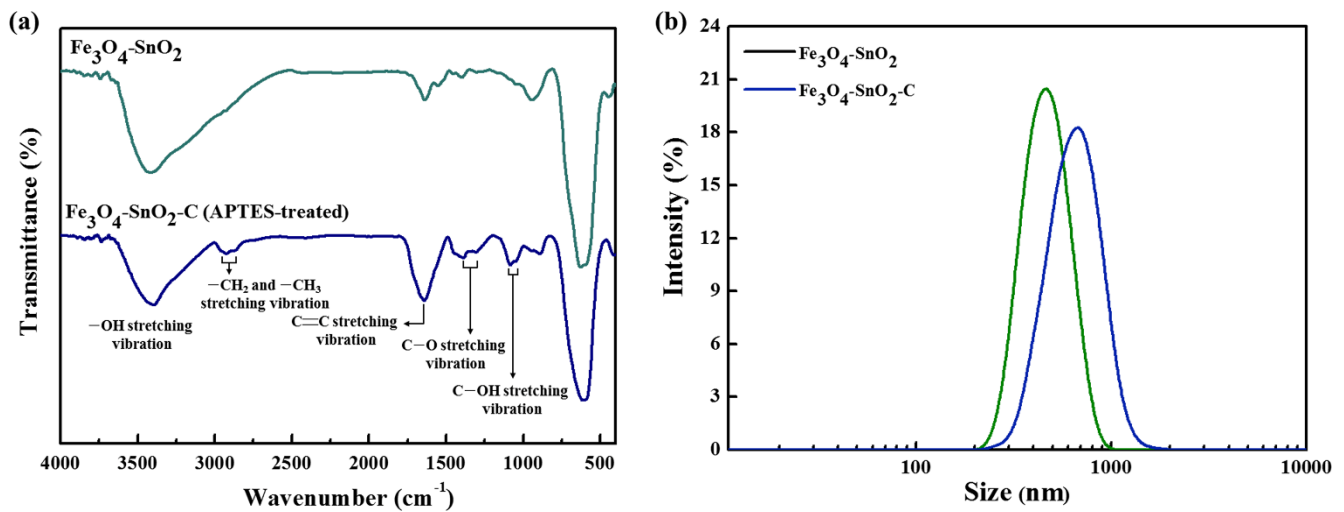 (a)
Fe3O4-SnO2
Fe3O4-SnO2-C (APTES-treated)
−CH2 and −CH3
stretching vibration
−OH stretching
vibration
C=C stretching
vibration
C−O stretching
vibration
C−OH stretching
vibration
Transmittance (%)
4000 3500 3000 2500 2000 1500 1000 500
Wavenumber (cm-1)
(b)
24
21
18
15
12
9
6
3
0
Fe3O4-SnO2
Fe3O4-SnO2-C
Intensity (%)
100 1000 10000
Size (nm)